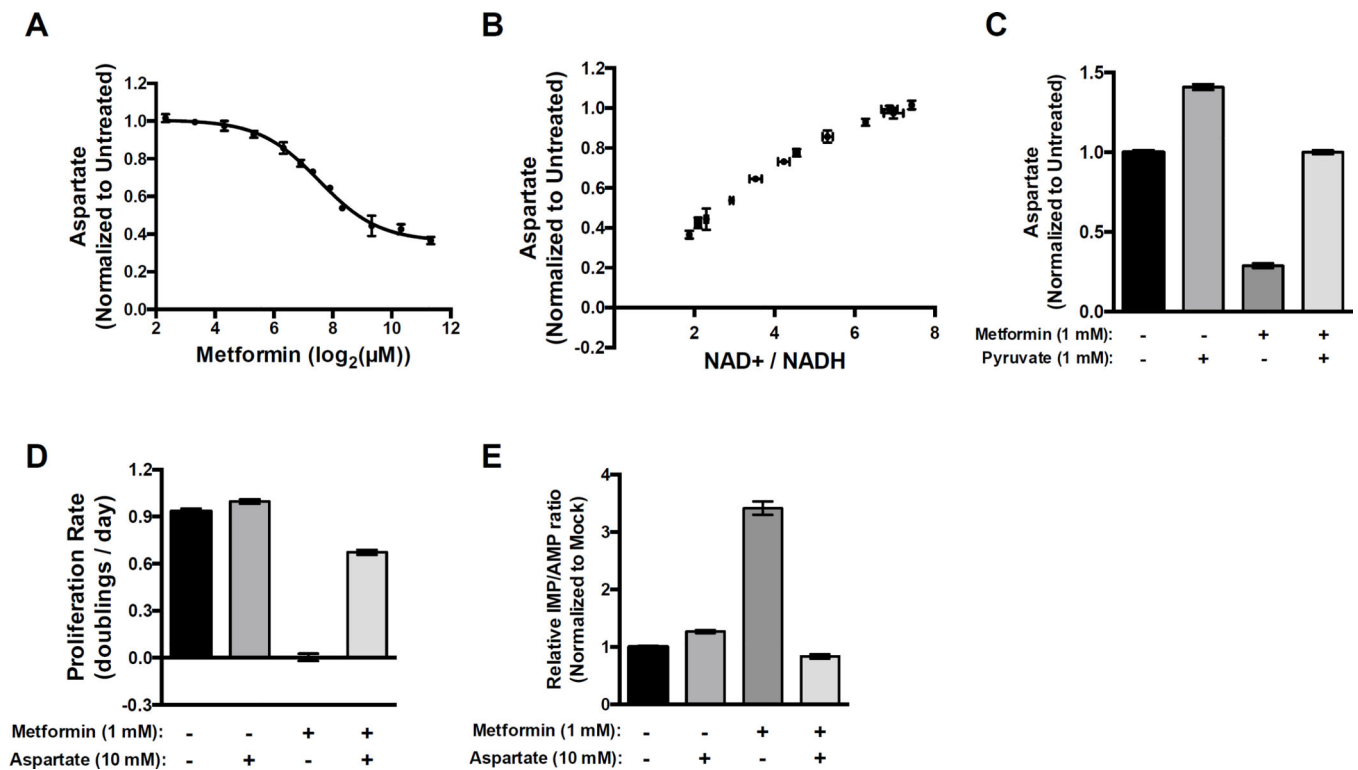 A
Aspartate
(Normalized to Untreated)
1.2
1.0
0.8
0.6
0.4
0.2
0.0
2 4 6 8 10 12
Metformin (log2(µM))
B
Aspartate
(Normalized to Untreated)
1.2
1.0
0.8
0.6
0.4
0.2
0.0
-0.2
2 4 6 8
NAD+ / NADH
C
Aspartate
(Normalized to Untreated)
1.5
1.0
0.5
0.0
Metformin (1 mM): - - + +
Pyruvate (1 mM): - + - +
D
Proliferation Rate
(doublings / day)
1.2
0.9
0.6
0.3
0.0
-0.3
Metformin (1 mM): - - + +
Aspartate (10 mM): - + - +
E
Relative IMP/AMP ratio
(Normalized to Mock)
4
3
2
1
0
Metformin (1 mM): - - + +
Aspartate (10 mM): - + - +